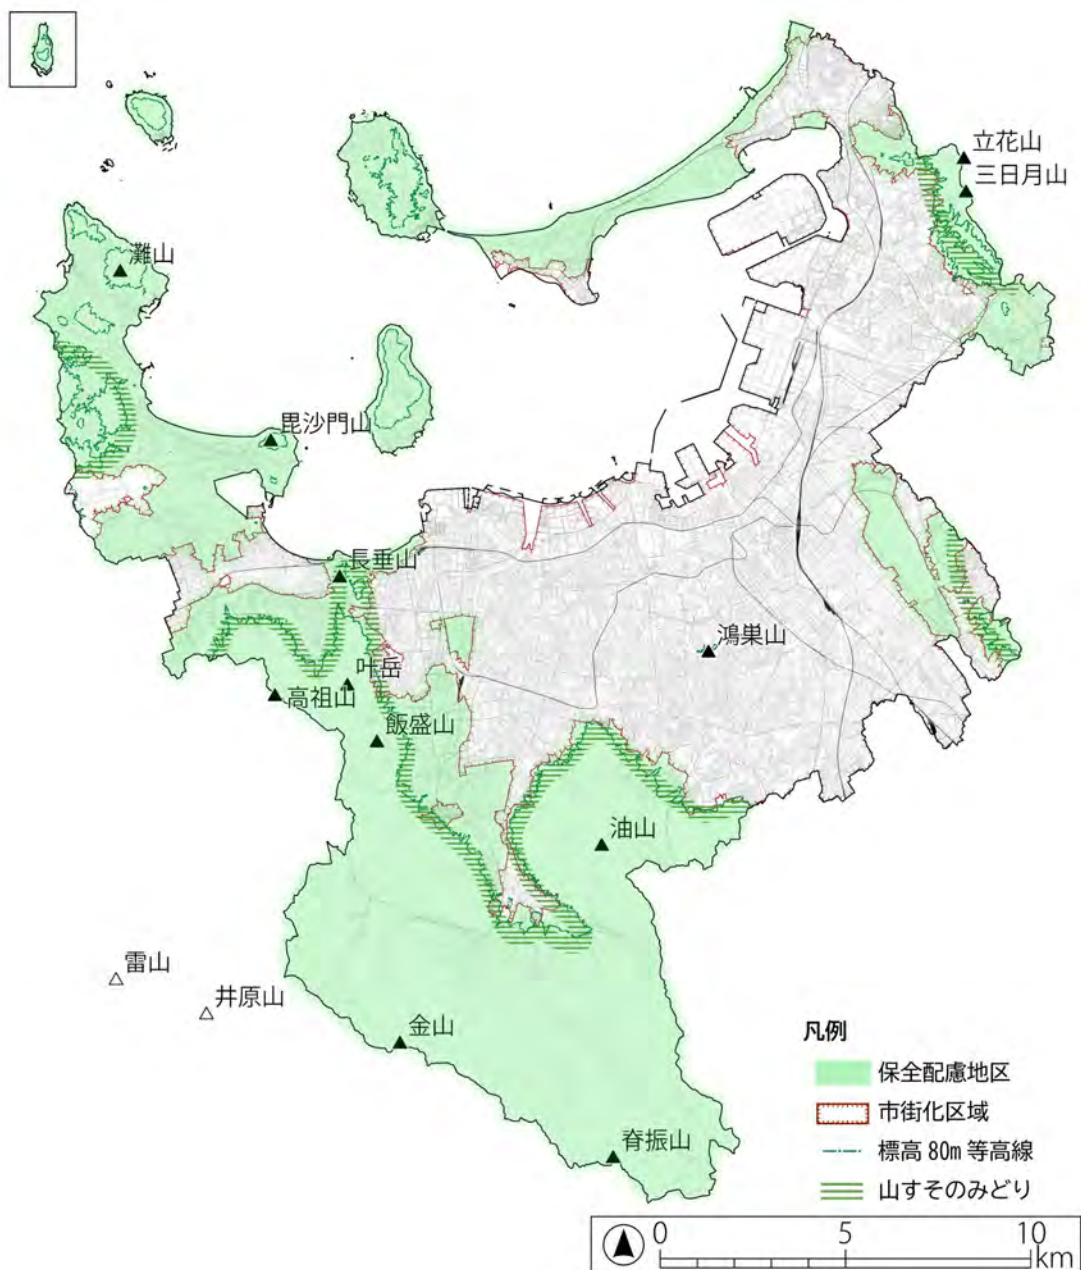 立花山
三日月山
灘山
毘沙門山
長垂山
鴻巣山
叶岳
高祖山
飯盛山
油山
雷山
井原山
金山
脊振山
凡例
保全配慮地区
市街化区域
標高 80m 等高線
山すそのみどり
0 5 10
km